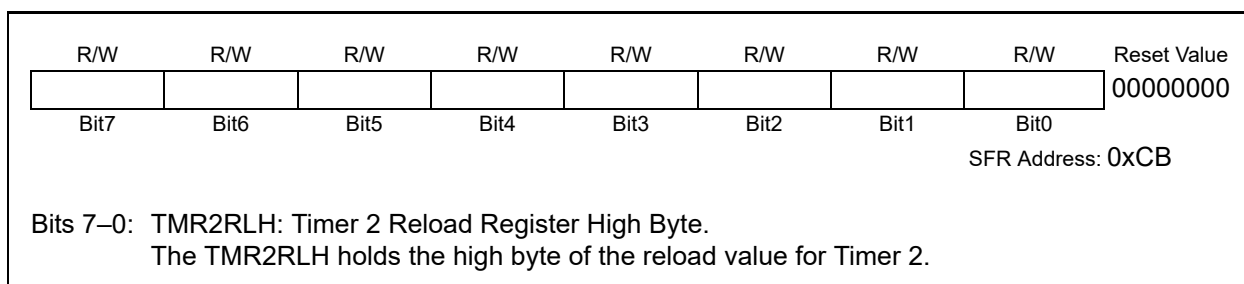 R/W R/W R/W R/W R/W R/W R/W R/W Reset Value
00000000
Bit7 Bit6 Bit5 Bit4 Bit3 Bit2 Bit1 Bit0
SFR Address: 0xCB
Bits 7–0: TMR2RLH: Timer 2 Reload Register High Byte.
The TMR2RLH holds the high byte of the reload value for Timer 2.